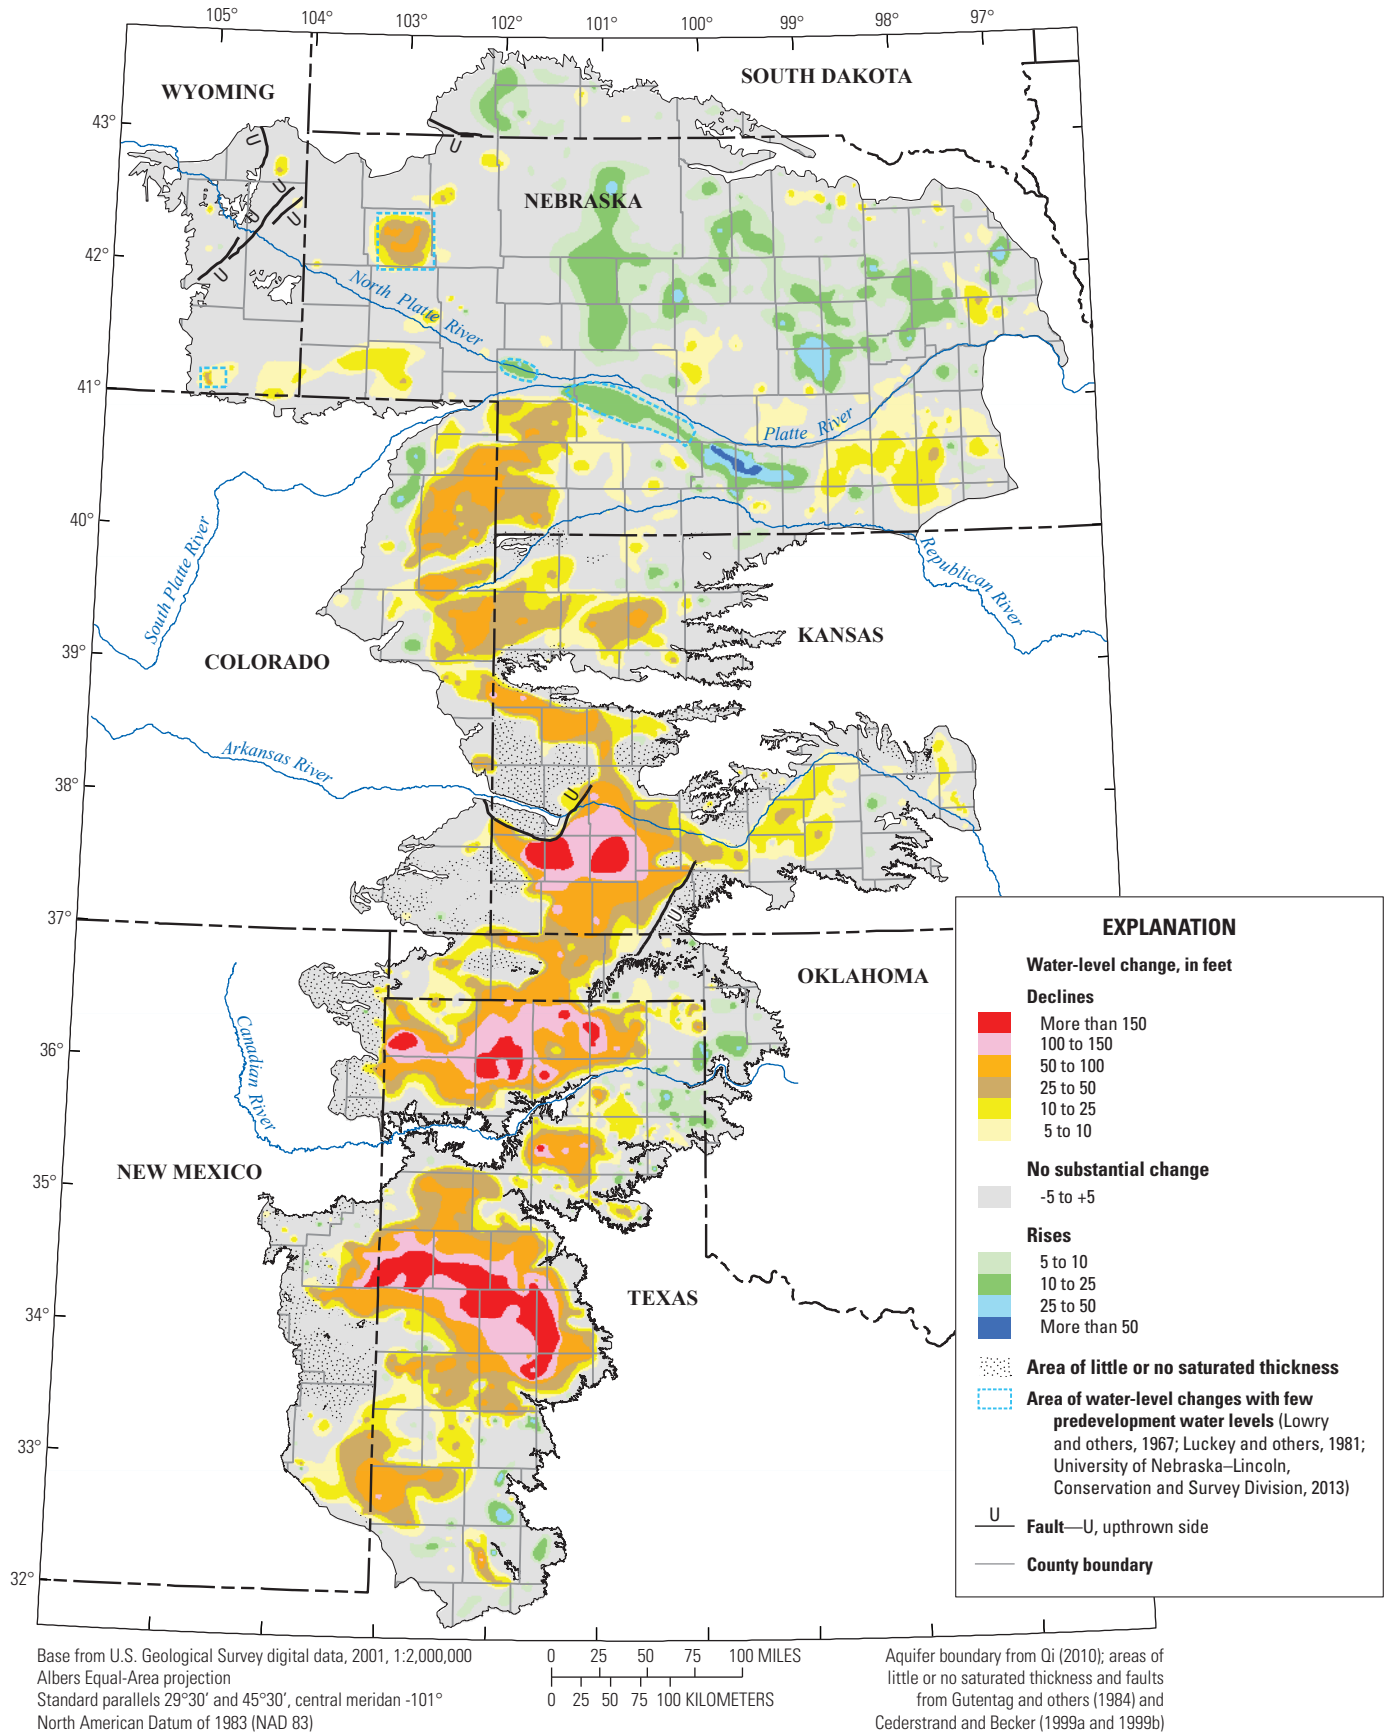 105°
104°
103°
102°
101°
100°
99°
98°
97°
WYOMING
SOUTH DAKOTA
43°
U
U
NEBRASKA
U
U
U
42°
U
North Platte River
41°
Platte River
40°
South Platte River
Republican River
KANSAS
39°
COLORADO
Arkansas River
38°
U
37°
U
OKLAHOMA
36°
Canadian River
NEW MEXICO
35°
TEXAS
34°
33°
32°
EXPLANATION
Water-level change, in feet
Declines
More than 150
100 to 150
50 to 100
25 to 50
10 to 25
5 to 10
No substantial change
-5 to +5
Rises
5 to 10
10 to 25
25 to 50
More than 50
Area of little or no saturated thickness
Area of water-level changes with few
predevelopment water levels (Lowry
and others, 1967; Luckey and others, 1981;
University of Nebraska–Lincoln,
Conservation and Survey Division, 2013)
U
Fault—U, upthrown side
County boundary
Base from U.S. Geological Survey digital data, 2001, 1:2,000,000
Albers Equal-Area projection
Standard parallels 29°30′ and 45°30′, central meridan -101°
North American Datum of 1983 (NAD 83)
0 25 50 75 100 MILES
0 25 50 75 100 KILOMETERS
Aquifer boundary from Qi (2010); areas of
little or no saturated thickness and faults
from Gutentag and others (1984) and
Cederstrand and Becker (1999a and 1999b)